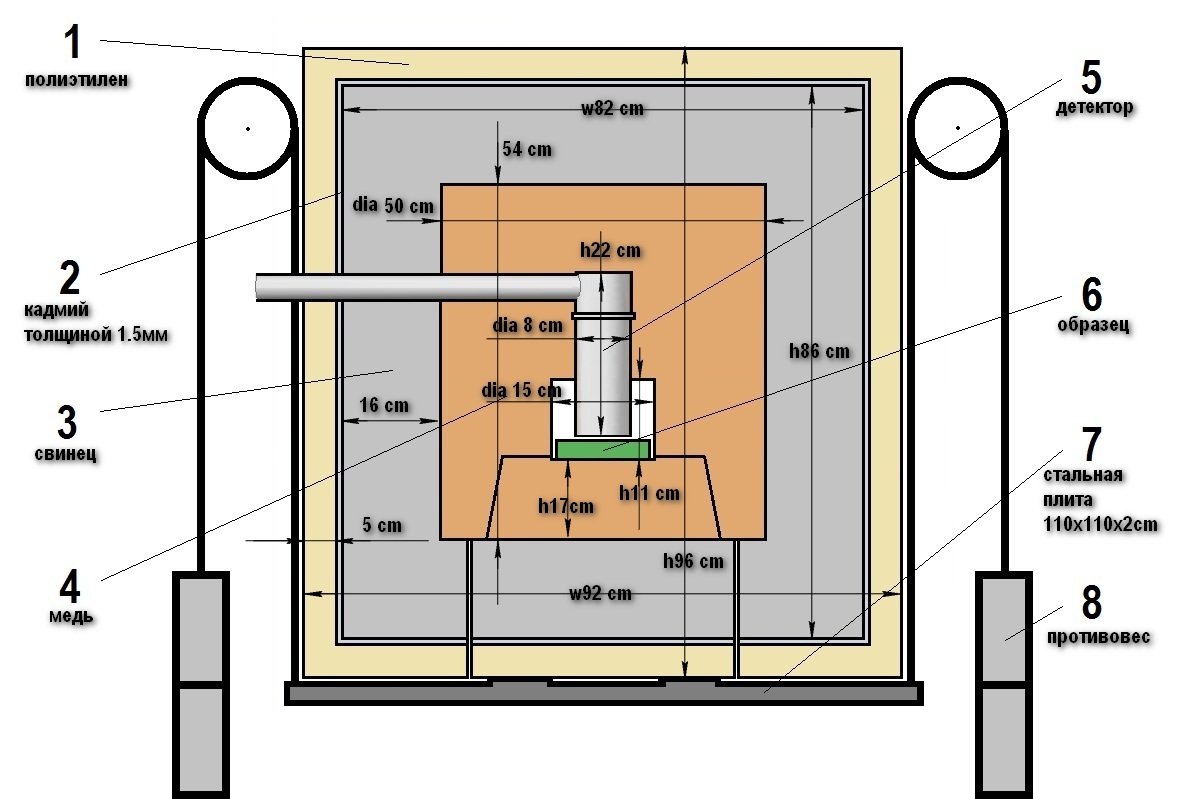 1
полиэтилен
2
кадмий
толщиной 1.5мм
3
свинец
4
медь
5
детектор
6
образец
7
стальная
плита
110x110x2cm
8
противовес
w82 cm
54 cm
dia 50 cm
h22 cm
dia 8 cm
h86 cm
dia 15 cm
16 cm
h11 cm
h17cm
5 cm
h96 cm
w92 cm